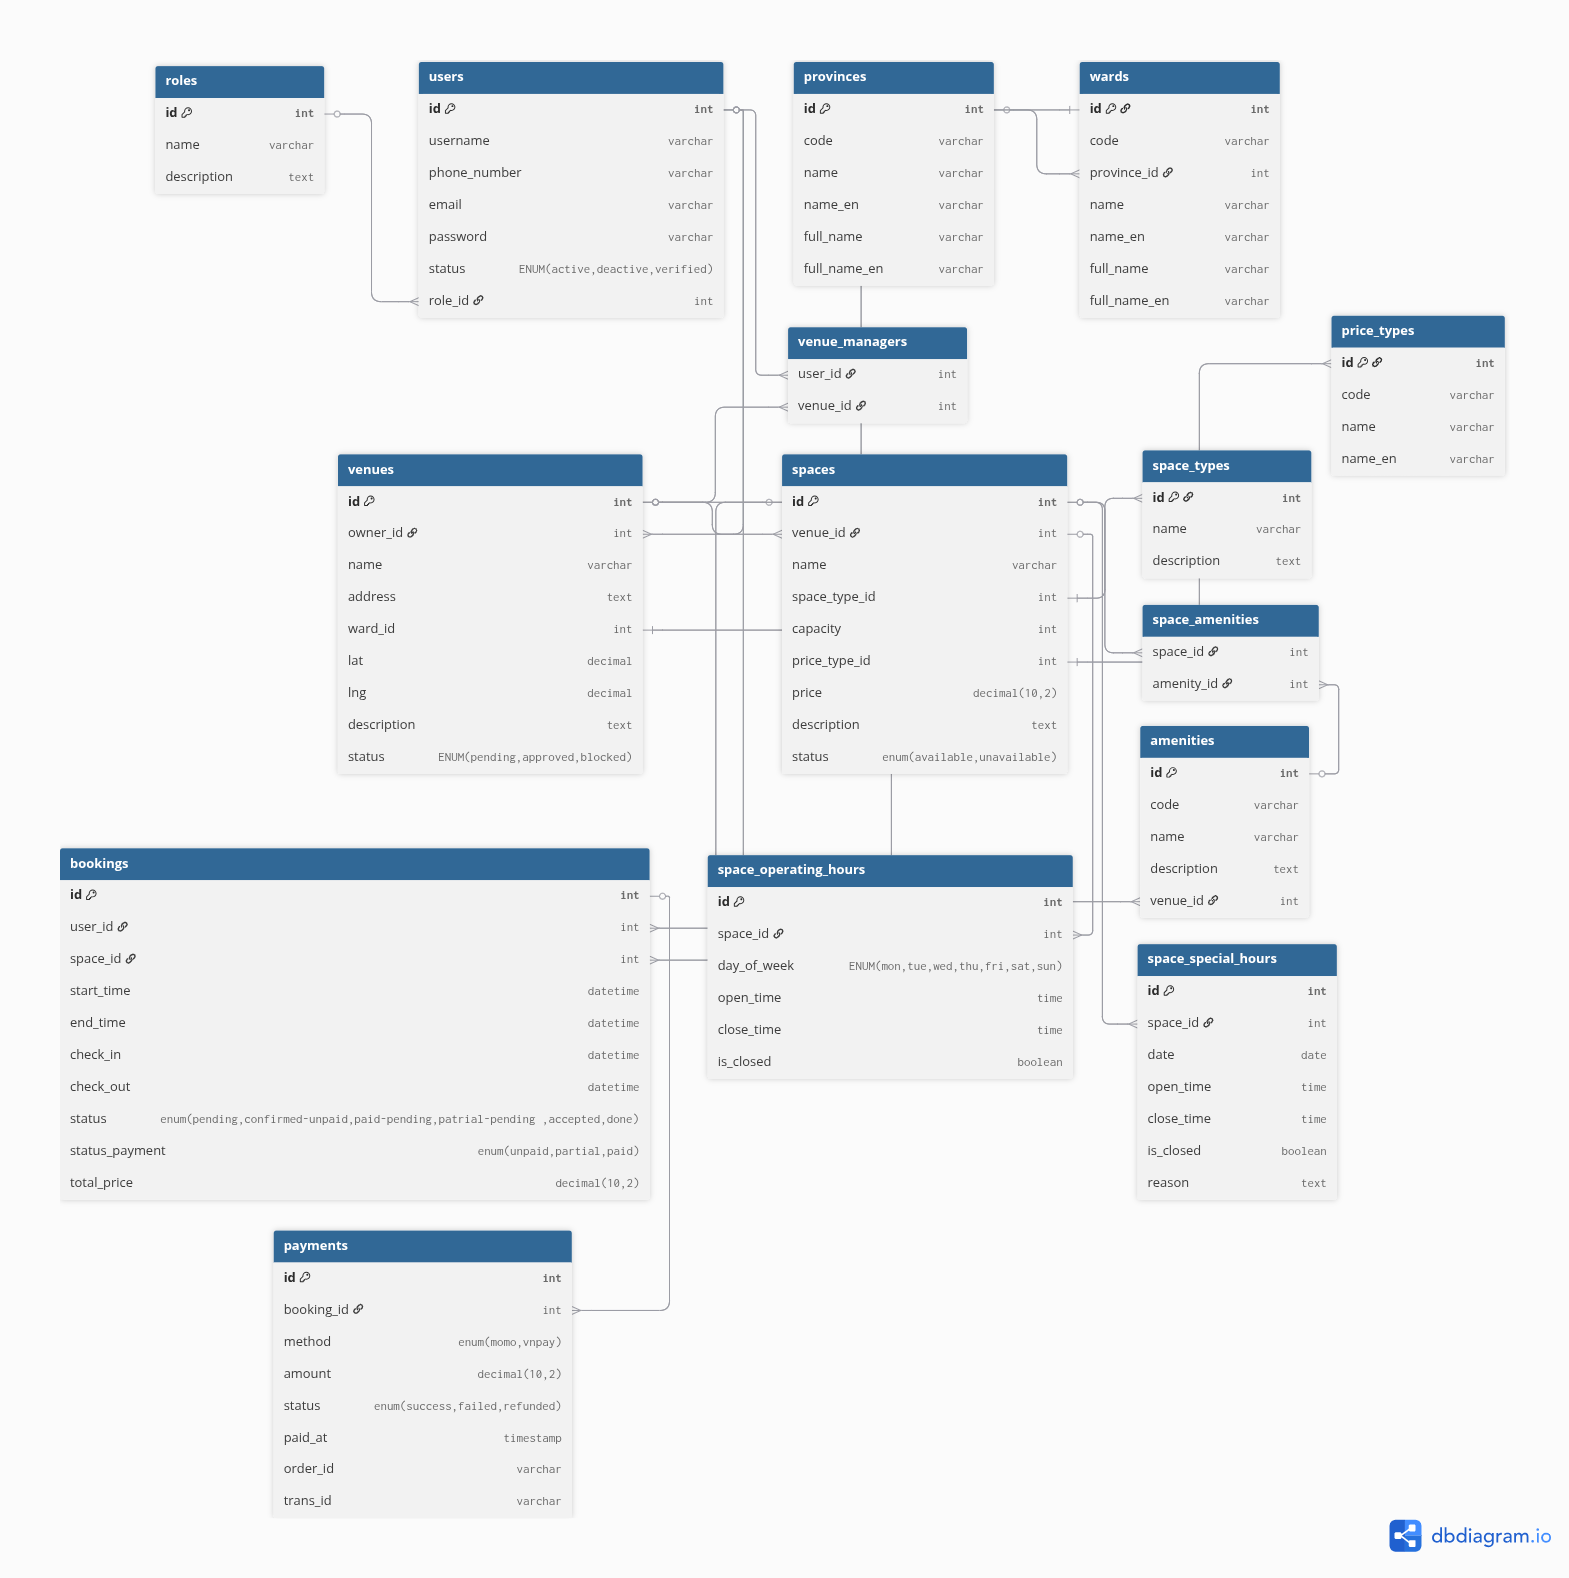 roles
id int
name varchar
description text
users
id int
username varchar
phone_number varchar
email varchar
password varchar
status ENUM(active,deactive,verified)
role_id int
provinces
id int
code varchar
name varchar
name_en varchar
full_name varchar
full_name_en varchar
wards
id int
code varchar
province_id int
name varchar
name_en varchar
full_name varchar
full_name_en varchar
price_types
id int
code varchar
name varchar
name_en varchar
venue_managers
user_id int
venue_id int
venues
id int
owner_id int
name varchar
address text
ward_id int
lat decimal
lng decimal
description text
status ENUM(pending,approved,blocked)
spaces
id int
venue_id int
name varchar
space_type_id int
capacity int
price_type_id int
price decimal(10,2)
description text
status enum(available,unavailable)
space_types
id int
name varchar
description text
space_amenities
space_id int
amenity_id int
amenities
id int
code varchar
name varchar
description text
venue_id int
bookings
id int
user_id int
space_id int
start_time datetime
end_time datetime
check_in datetime
check_out datetime
status enum(pending,confirmed-unpaid,paid-pending,patrial-pending ,accepted,done)
status_payment enum(unpaid,partial,paid)
total_price decimal(10,2)
space_operating_hours
id int
space_id int
day_of_week ENUM(mon,tue,wed,thu,fri,sat,sun)
open_time time
close_time time
is_closed boolean
space_special_hours
id int
space_id int
date date
open_time time
close_time time
is_closed boolean
reason text
payments
id int
booking_id int
method enum(momo,vnpay)
amount decimal(10,2)
status enum(success,failed,refunded)
paid_at timestamp
order_id varchar
trans_id varchar
dbdiagram.io